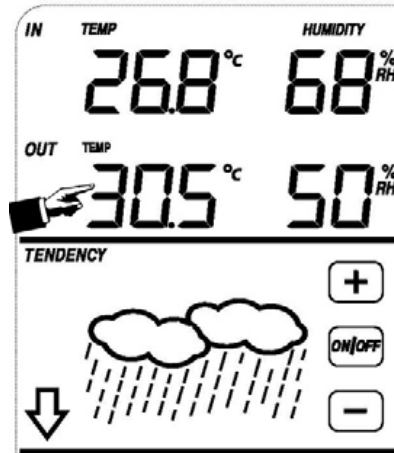 IN TEMP HUMIDITY
26.8 °C 68 % RH
OUT TEMP
30.5 °C 50 % RH
TENDENCY
+
ON/OFF
−